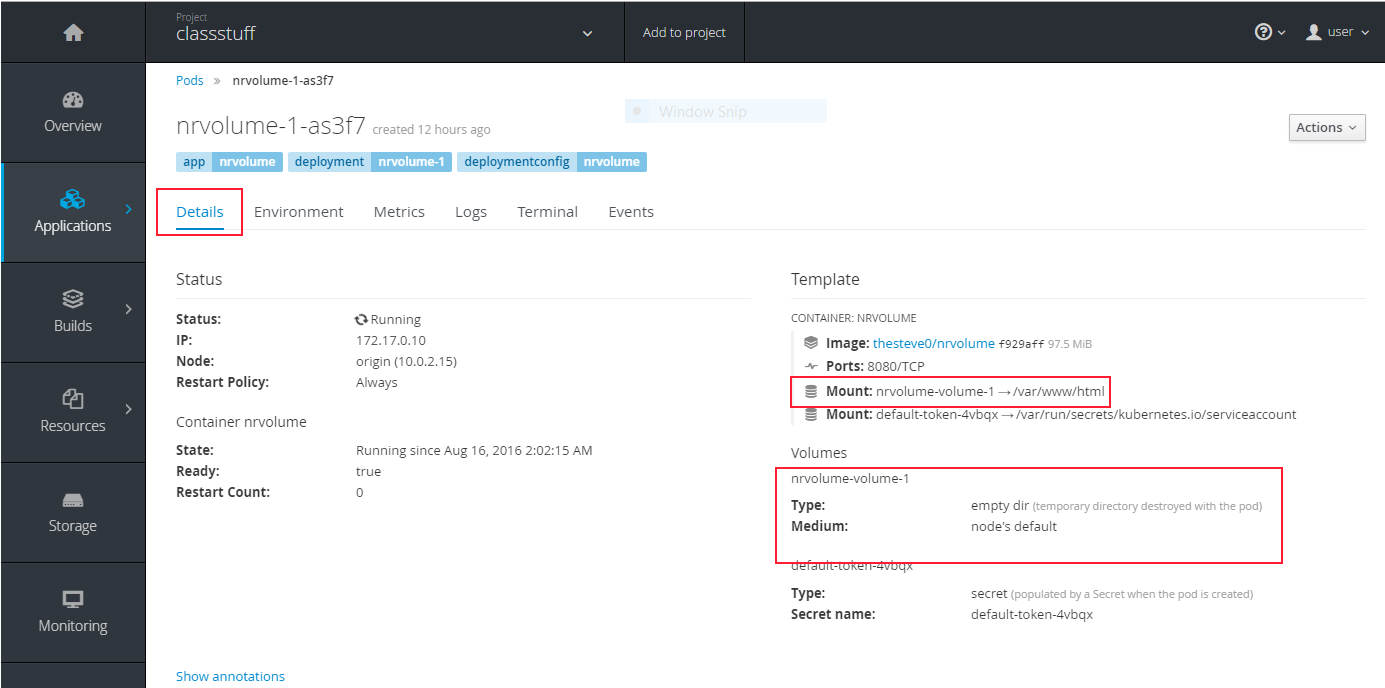 Project
classstuff
Add to project
user
Overview
Applications
Builds
Resources
Storage
Monitoring
Pods » nrvolume-1-as3f7
Window Snip
nrvolume-1-as3f7 created 12 hours ago
Actions
app nrvolume deployment nrvolume-1 deploymentconfig nrvolume
Details Environment Metrics Logs Terminal Events
Status
Status: Running
IP: 172.17.0.10
Node: origin (10.0.2.15)
Restart Policy: Always
Container nrvolume
State: Running since Aug 16, 2016 2:02:15 AM
Ready: true
Restart Count: 0
Template
CONTAINER: NRVOLUME
Image: thesteve0/nrvolume f929aff 97.5 MiB
Ports: 8080/TCP
Mount: nrvolume-volume-1 → /var/www/html
Mount: default-token-4vbqx → /var/run/secrets/kubernetes.io/serviceaccount
Volumes
nrvolume-volume-1
Type: empty dir (temporary directory destroyed with the pod)
Medium: node's default
default-token-4vbqx
Type: secret (populated by a Secret when the pod is created)
Secret name: default-token-4vbqx
Show annotations